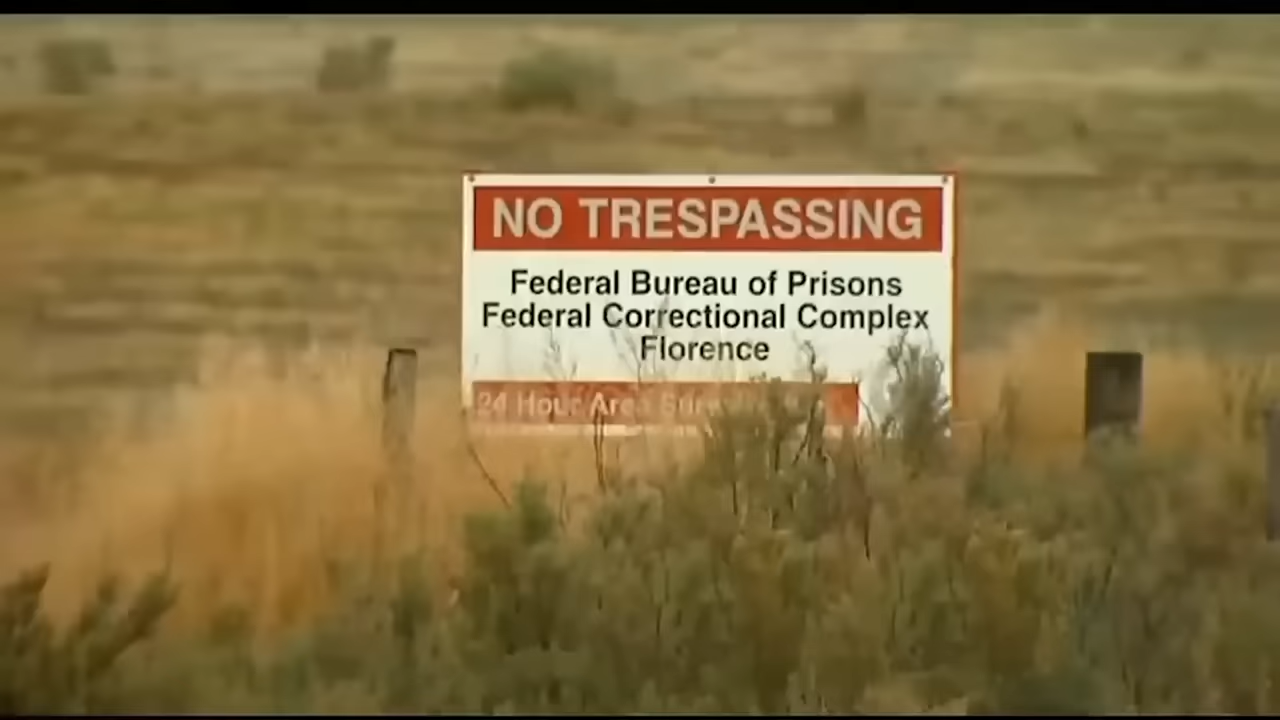 NO TRESPASSING
Federal Bureau of Prisons
Federal Correctional Complex
Florence
24 Hour Area